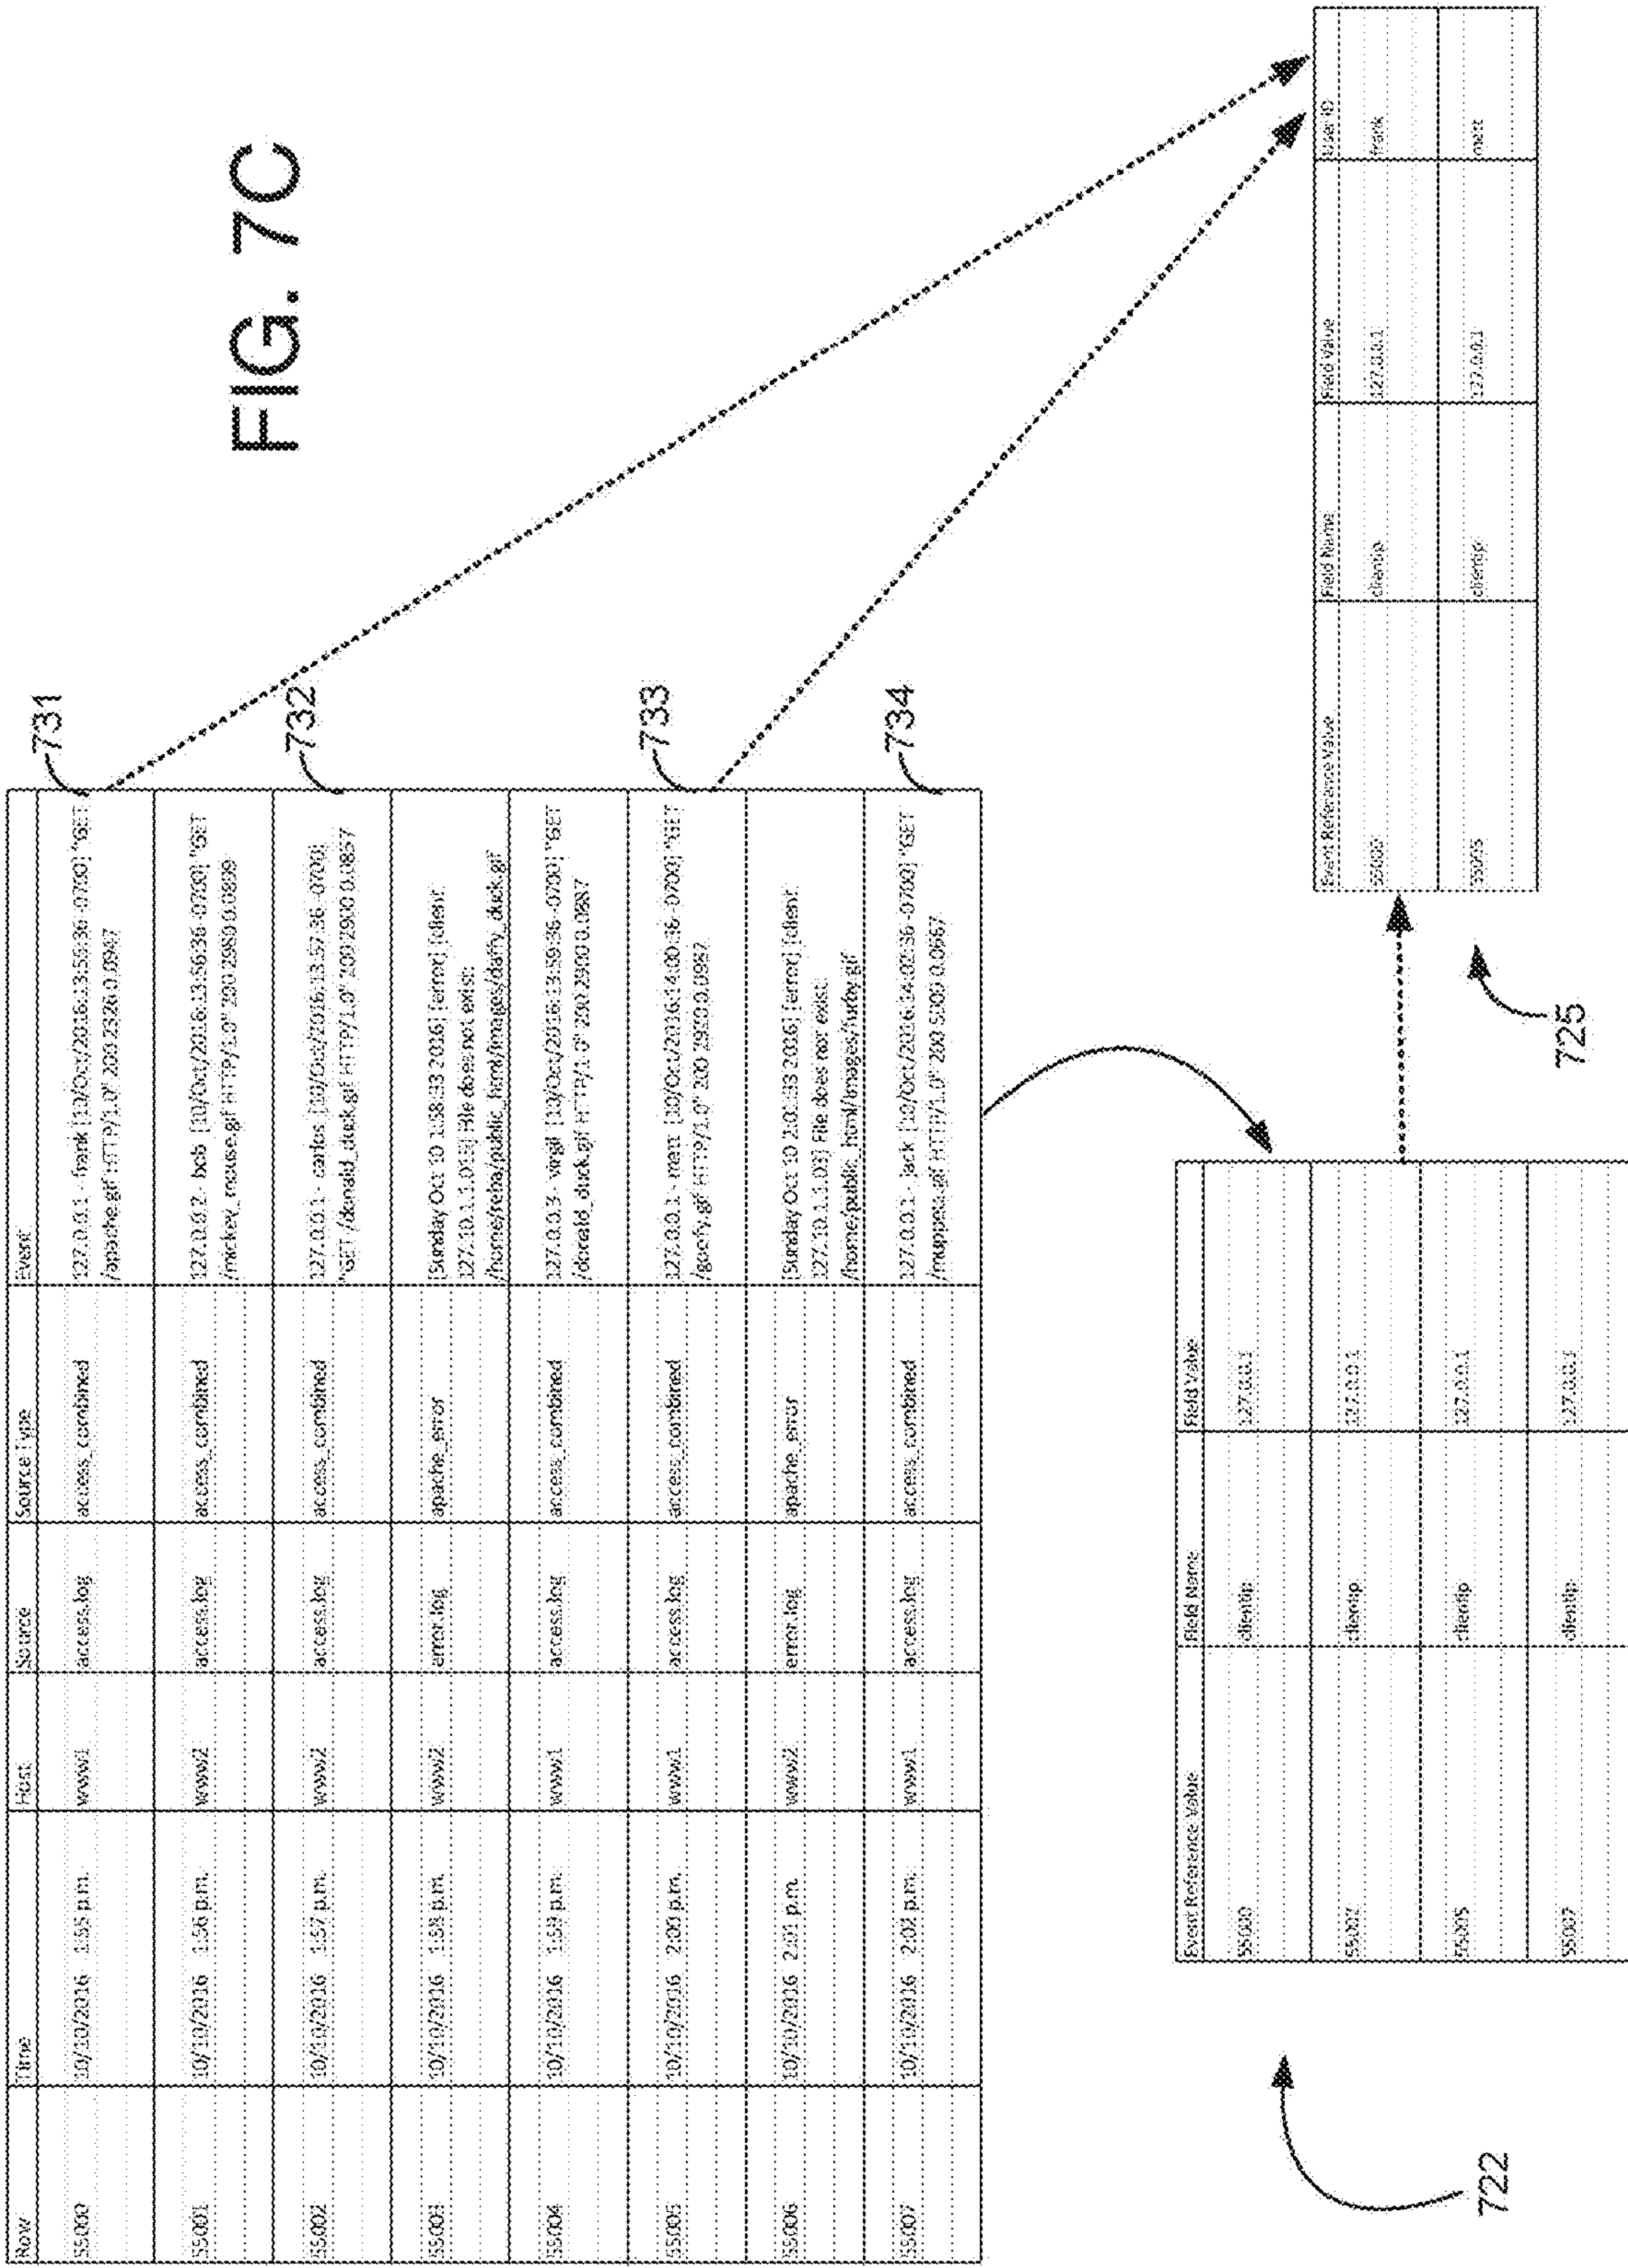 FIG. 7C
Row Time Host Source Source Type Event
55000 10/10/2016 1:55 p.m. www1 access.log access_combined 127.0.0.1 - frank [10/Oct/2016:13:55:36 -0700] "GET
/apache.gif HTTP/1.0" 200 2326 0.0947
731
55001 10/10/2016 1:56 p.m. www2 access.log access_combined 127.0.0.2 - bob [10/Oct/2016:13:56:36 -0700] "GET
/mickey_mouse.gif HTTP/1.0" 200 2980 0.0899
55002 10/10/2016 1:57 p.m. www2 access.log access_combined 127.0.0.1 - carlos [10/Oct/2016:13:57:36 -0700]
"GET /donald_duck.gif HTTP/1.0" 200 2900 0.0857
732
55003 10/10/2016 1:58 p.m. www2 error.log apache_error [Sunday Oct 10 1:58:33 2016] [error] [client
127.10.1.1.015] File does not exist:
/home/reba/public_html/images/daffy_duck.gif
55004 10/10/2016 1:59 p.m. www1 access.log access_combined 127.0.0.3 - virgil [10/Oct/2016:13:59:36 -0700] "GET
/donald_duck.gif HTTP/1.0" 200 2900 0.0887
55005 10/10/2016 2:00 p.m. www1 access.log access_combined 127.0.0.1 - matt [10/Oct/2016:14:00:36 -0700] "GET
/goofy.gif HTTP/1.0" 200 2920 0.0987
733
55006 10/10/2016 2:01 p.m. www2 error.log apache_error [Sunday Oct 10 2:01:33 2016] [error] [client
127.10.1.1.03] File does not exist:
/home/public_html/images/furby.gif
55007 10/10/2016 2:02 p.m. www1 access.log access_combined 127.0.0.1 - jack [10/Oct/2016:14:02:36 -0700] "GET
/muppets.gif HTTP/1.0" 200 5000 0.0667
734
722
Event Reference Value Field Name Field Value
55000 clientip 127.0.0.1
55002 clientip 127.0.0.1
55005 clientip 127.0.0.1
55007 clientip 127.0.0.1
725
Event Reference Value Field Name Field Value User ID
55000 clientip 127.0.0.1 frank
55005 clientip 127.0.0.1 matt